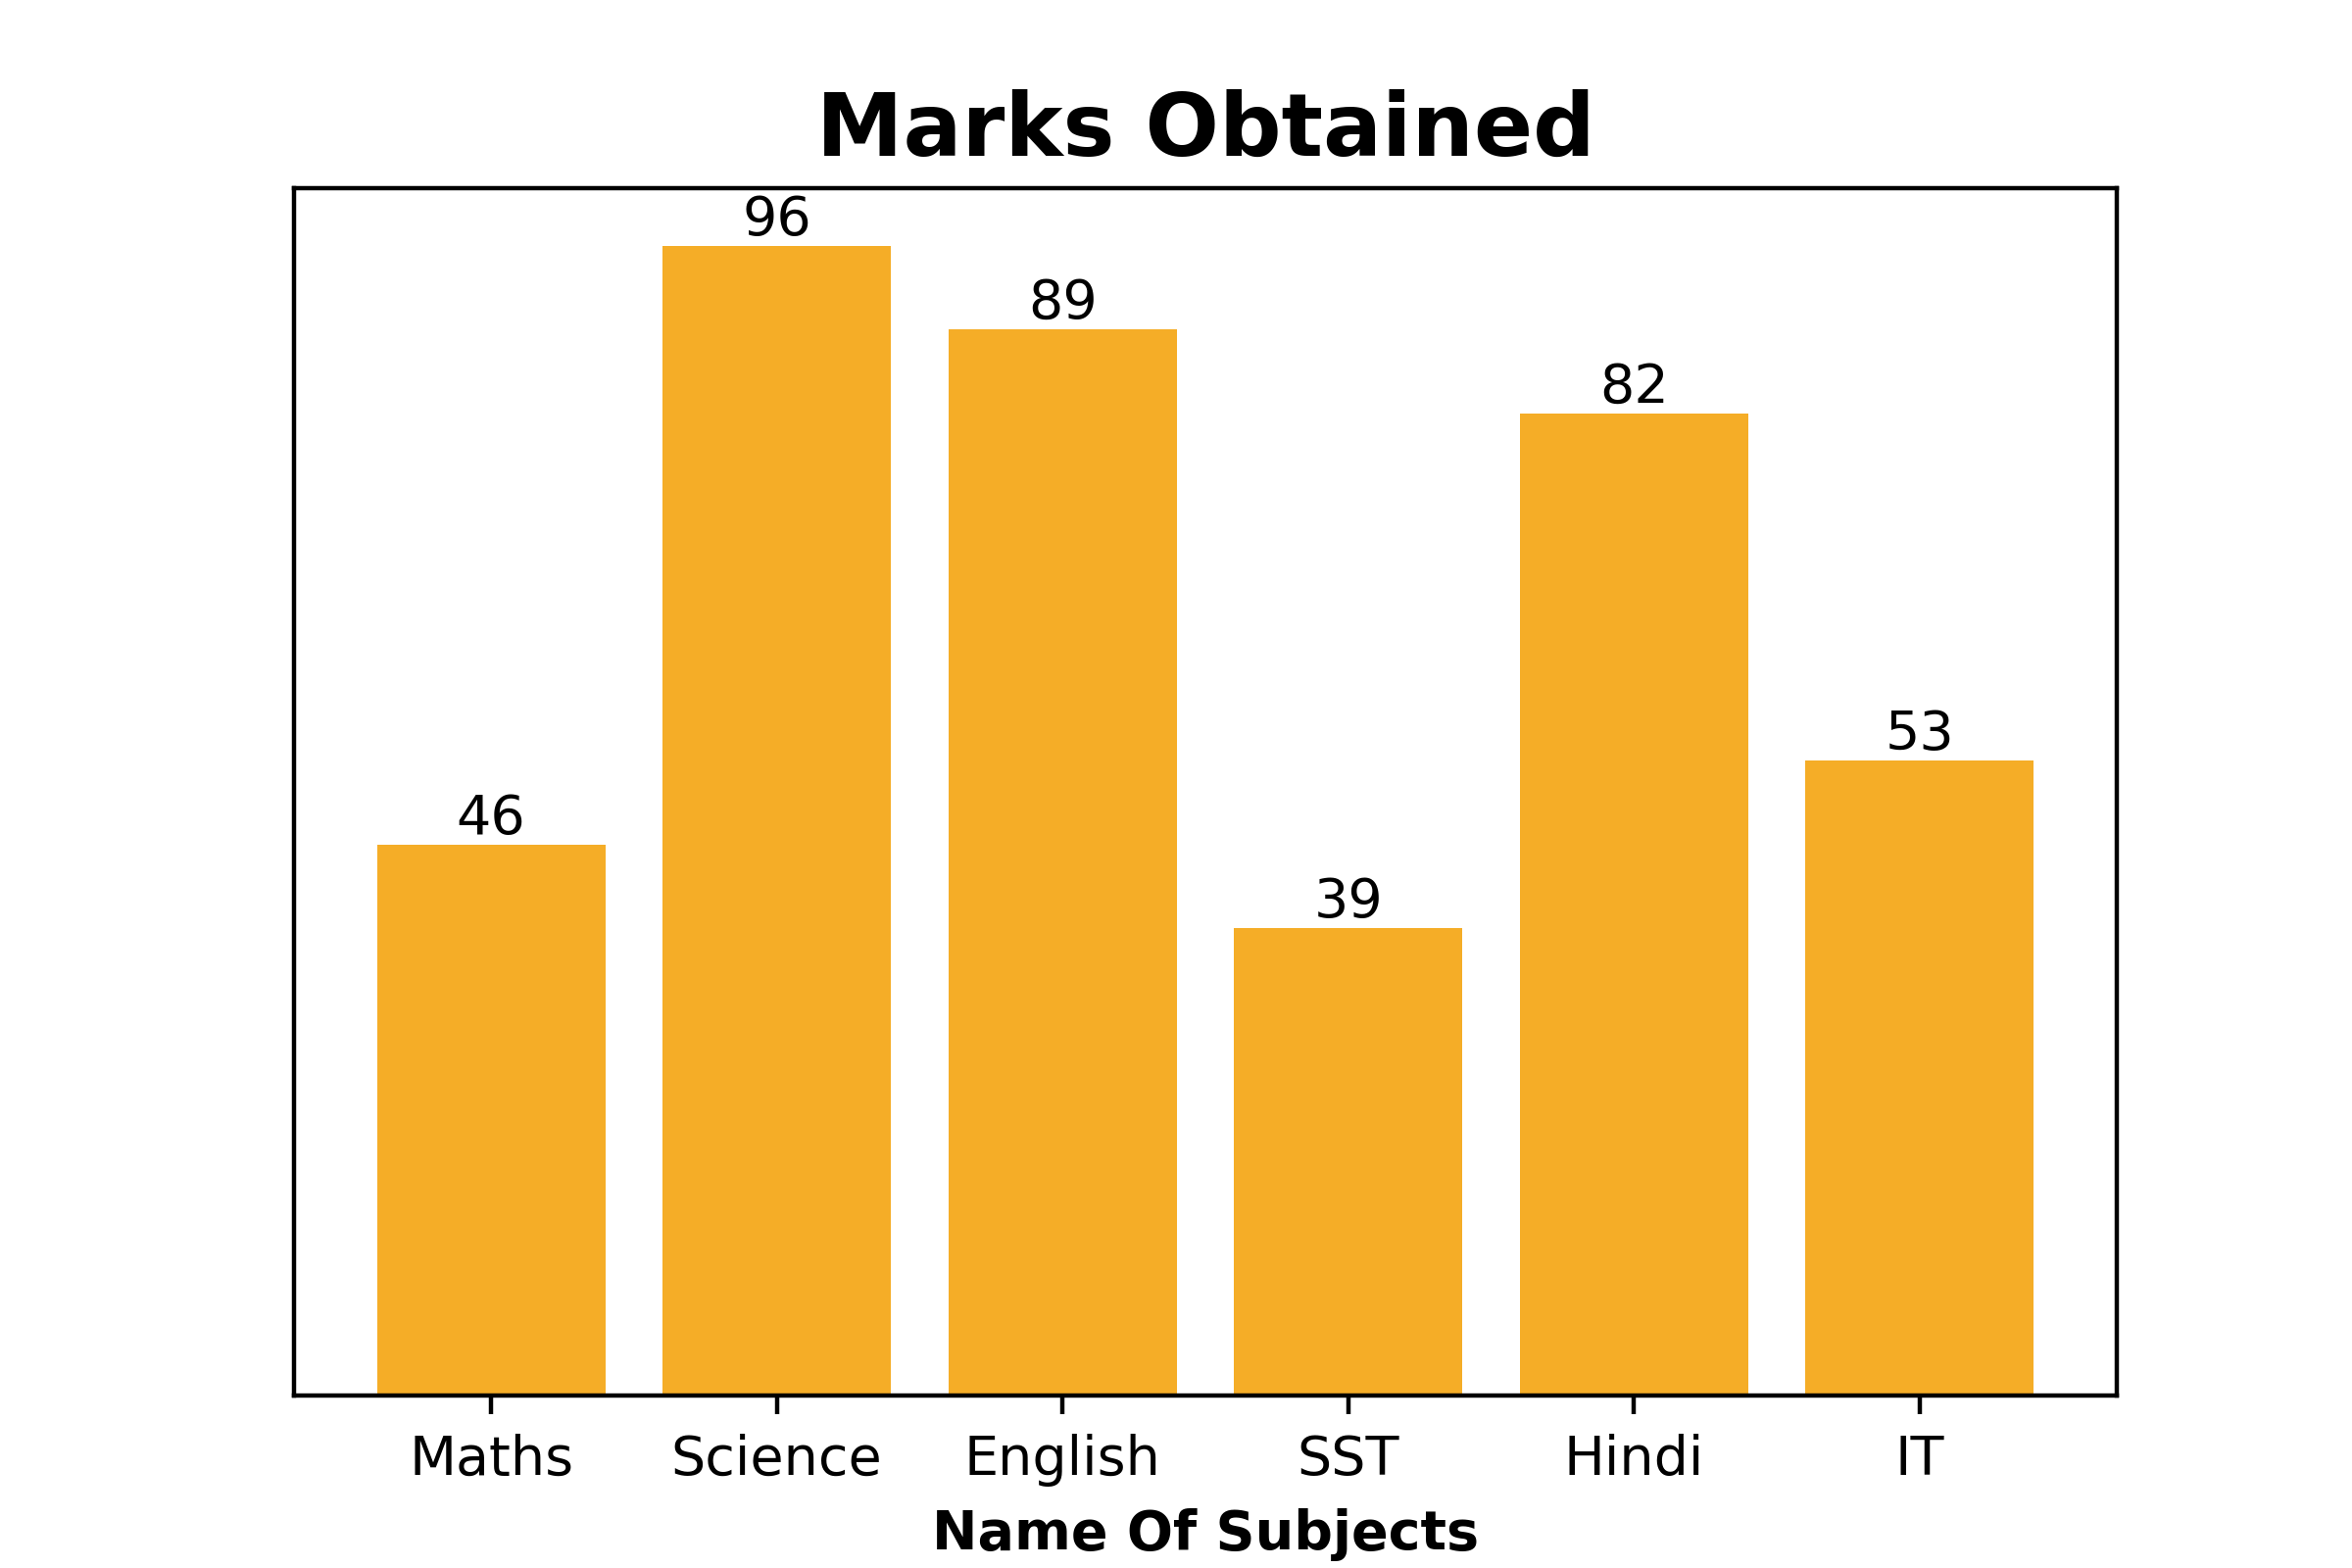 Marks Obtained
96
89
82
53
46
39
Maths Science English SST Hindi IT
Name Of Subjects